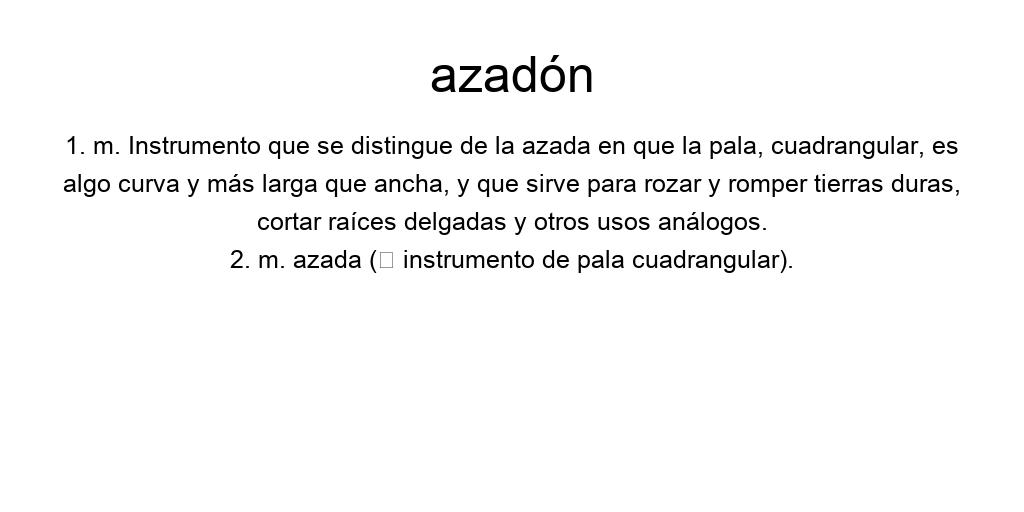 azadón
1. m. Instrumento que se distingue de la azada en que la pala, cuadrangular, es
algo curva y más larga que ancha, y que sirve para rozar y romper tierras duras,
cortar raíces delgadas y otros usos análogos.
2. m. azada (□ instrumento de pala cuadrangular).